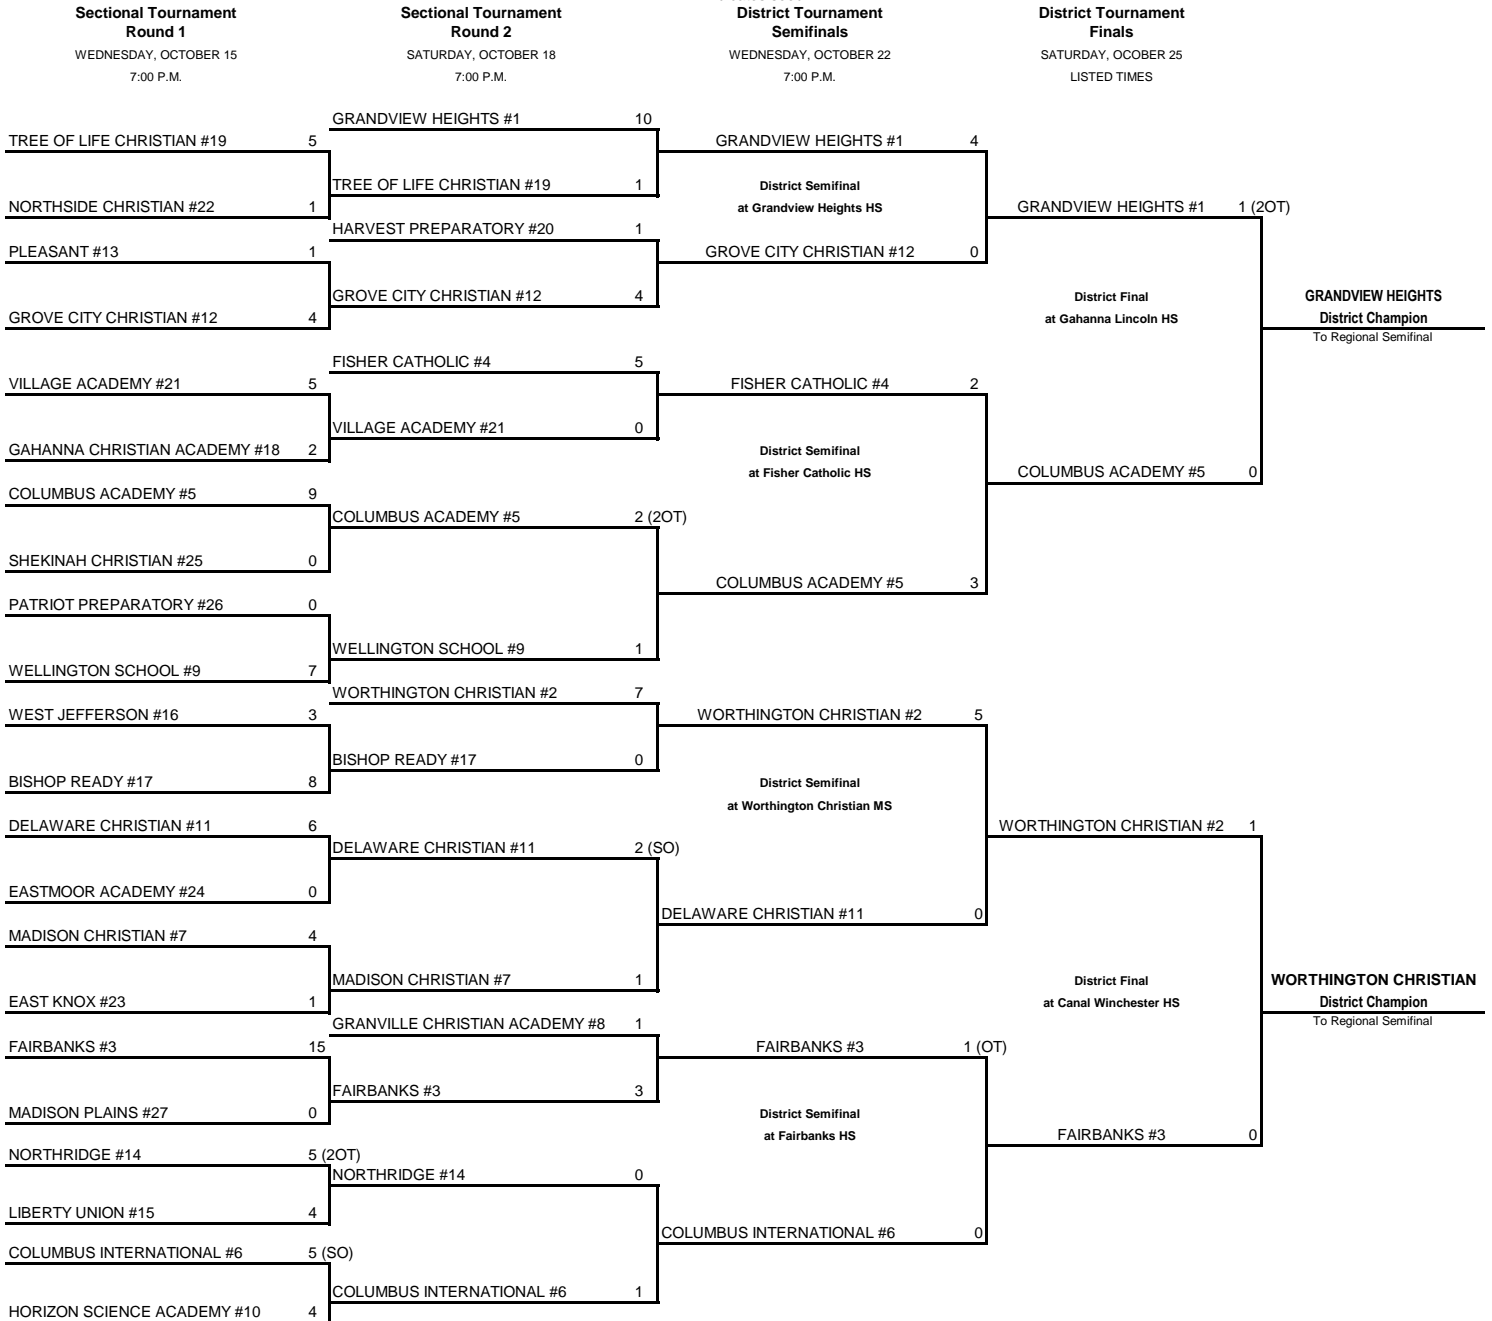 Sectional Tournament
Round 1
WEDNESDAY, OCTOBER 15
7:00 P.M.
Sectional Tournament
Round 2
SATURDAY, OCTOBER 18
7:00 P.M.
District Tournament
Semifinals
WEDNESDAY, OCTOBER 22
7:00 P.M.
District Tournament
Finals
SATURDAY, OCOBER 25
LISTED TIMES
TREE OF LIFE CHRISTIAN #19 5
NORTHSIDE CHRISTIAN #22 1
PLEASANT #13 1
GROVE CITY CHRISTIAN #12 4
VILLAGE ACADEMY #21 5
GAHANNA CHRISTIAN ACADEMY #18 2
COLUMBUS ACADEMY #5 9
SHEKINAH CHRISTIAN #25 0
PATRIOT PREPARATORY #26 0
WELLINGTON SCHOOL #9 7
WEST JEFFERSON #16 3
BISHOP READY #17 8
DELAWARE CHRISTIAN #11 6
EASTMOOR ACADEMY #24 0
MADISON CHRISTIAN #7 4
EAST KNOX #23 1
FAIRBANKS #3 15
MADISON PLAINS #27 0
NORTHRIDGE #14 5 (2OT)
LIBERTY UNION #15 4
COLUMBUS INTERNATIONAL #6 5 (SO)
HORIZON SCIENCE ACADEMY #10 4
GRANDVIEW HEIGHTS #1 10
TREE OF LIFE CHRISTIAN #19 1
HARVEST PREPARATORY #20 1
GROVE CITY CHRISTIAN #12 4
FISHER CATHOLIC #4 5
VILLAGE ACADEMY #21 0
COLUMBUS ACADEMY #5 2 (2OT)
WELLINGTON SCHOOL #9 1
WORTHINGTON CHRISTIAN #2 7
BISHOP READY #17 0
DELAWARE CHRISTIAN #11 2 (SO)
MADISON CHRISTIAN #7 1
GRANVILLE CHRISTIAN ACADEMY #8 1
FAIRBANKS #3 3
NORTHRIDGE #14 0
COLUMBUS INTERNATIONAL #6 1
GRANDVIEW HEIGHTS #1 4
District Semifinal
at Grandview Heights HS
GROVE CITY CHRISTIAN #12 0
FISHER CATHOLIC #4 2
District Semifinal
at Fisher Catholic HS
COLUMBUS ACADEMY #5 3
WORTHINGTON CHRISTIAN #2 5
District Semifinal
at Worthington Christian MS
DELAWARE CHRISTIAN #11 0
FAIRBANKS #3 1 (OT)
District Semifinal
at Fairbanks HS
COLUMBUS INTERNATIONAL #6 0
GRANDVIEW HEIGHTS #1 1 (2OT)
District Final
at Gahanna Lincoln HS
COLUMBUS ACADEMY #5 0
WORTHINGTON CHRISTIAN #2 1
District Final
at Canal Winchester HS
FAIRBANKS #3 0
GRANDVIEW HEIGHTS
District Champion
To Regional Semifinal
WORTHINGTON CHRISTIAN
District Champion
To Regional Semifinal